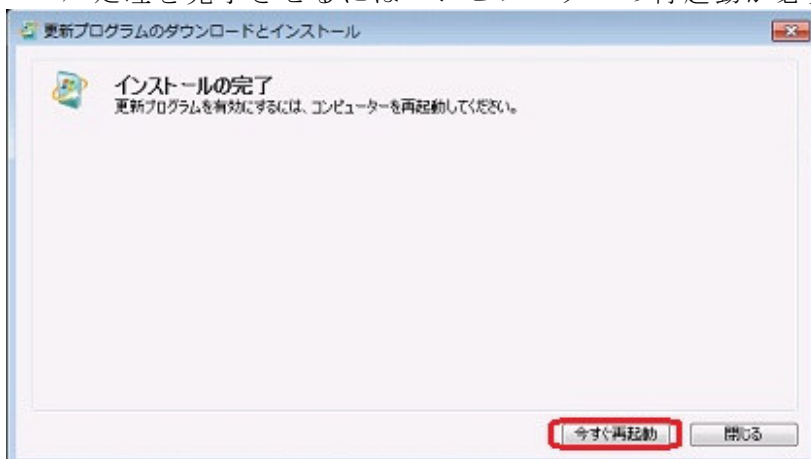 更新プログラムのダウンロードとインストール
インストールの完了
更新プログラムを有効にするには、コンピューターを再起動してください。
今すぐ再起動
閉じる